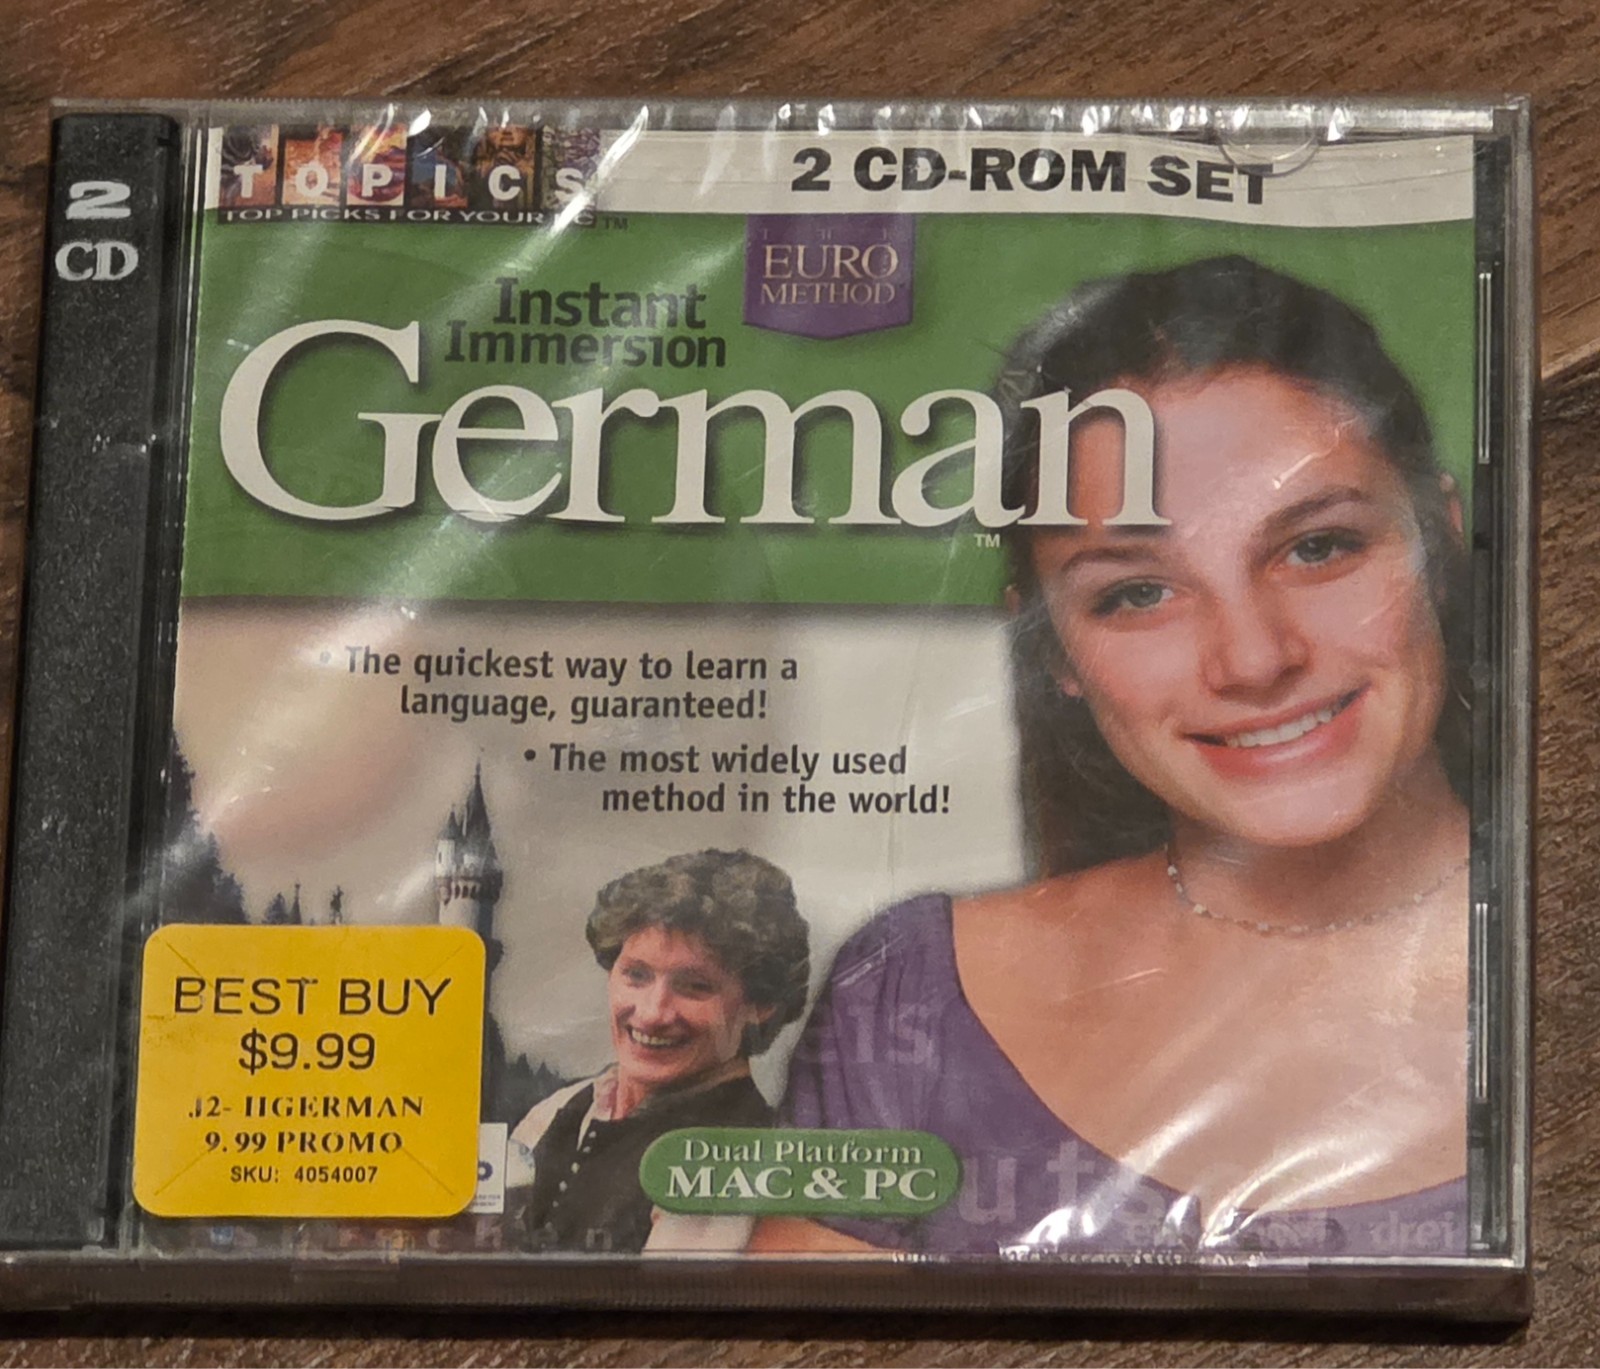 2
CD
TOPICS
TOP PICKS FOR YOUR PC™
2 CD-ROM SET
THE
EURO
METHOD
Instant
Immersion
German
™
• The quickest way to learn a
language, guaranteed!
• The most widely used
method in the world!
BEST BUY
$9.99
.J2- IIGERMAN
9.99 PROMO
SKU: 4054007
Dual Platform
MAC & PC
drei